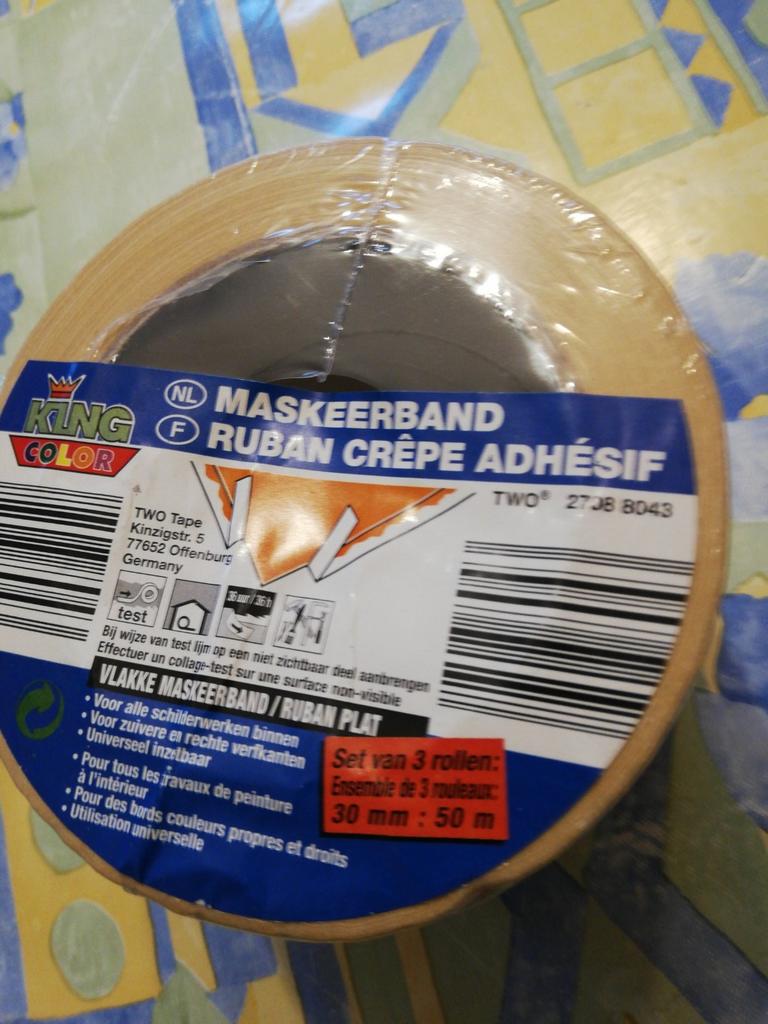 KING
COLOR
NL MASKEERBAND
F RUBAN CRÊPE ADHÉSIF
TWO® 2708 8043
TWO Tape
Kinzigstr. 5
77652 Offenburg
Germany
test
36 uur / 36 h
Bij wijze van test lijm op een niet zichtbaar deel aanbrengen
Effectuer un collage-test sur une surface non-visible
VLAKKE MASKEERBAND / RUBAN PLAT
• Voor alle schilderwerken binnen
• Voor zuivere en rechte verfkanten
• Universeel inzetbaar
• Pour tous les travaux de peinture
à l'intérieur
• Pour des bords couleurs propres et droits
• Utilisation universelle
Set van 3 rollen:
Ensemble de 3 rouleaux:
30 mm : 50 m